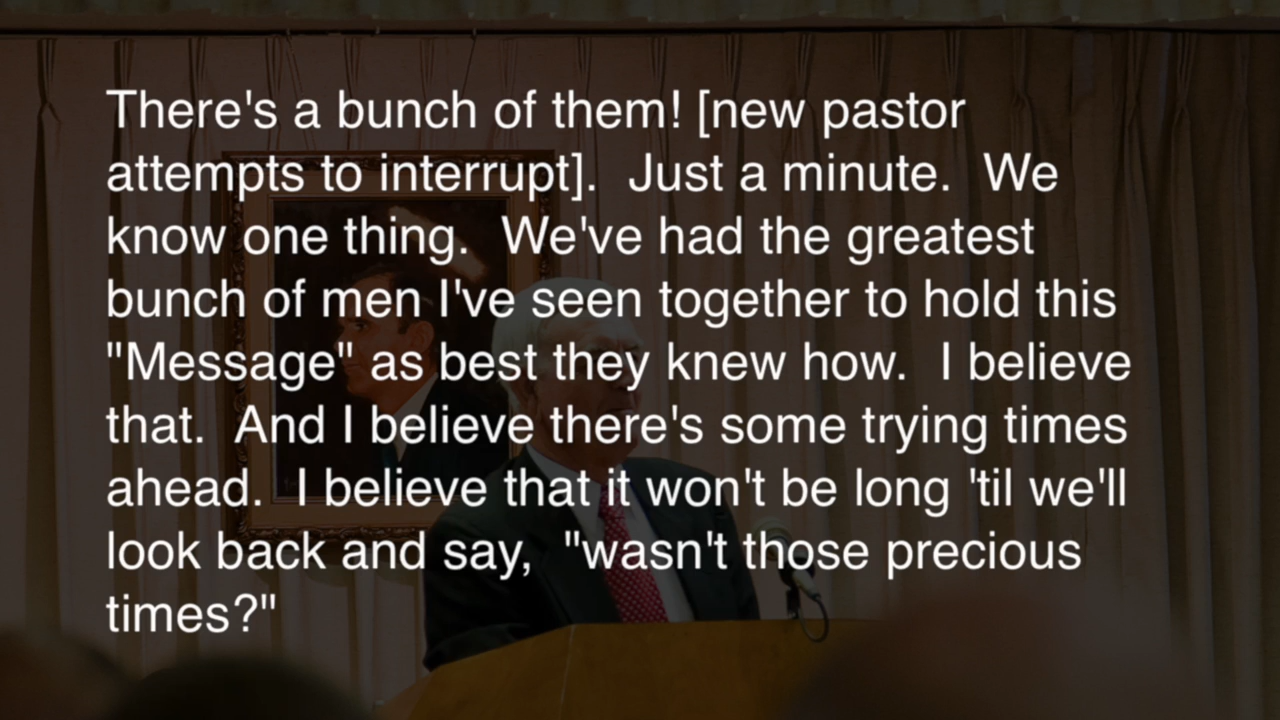 There's a bunch of them! [new pastor
attempts to interrupt].  Just a minute.  We
know one thing.  We've had the greatest
bunch of men I've seen together to hold this
"Message" as best they knew how.  I believe
that.  And I believe there's some trying times
ahead.  I believe that it won't be long 'til we'll
look back and say,  "wasn't those precious
times?"